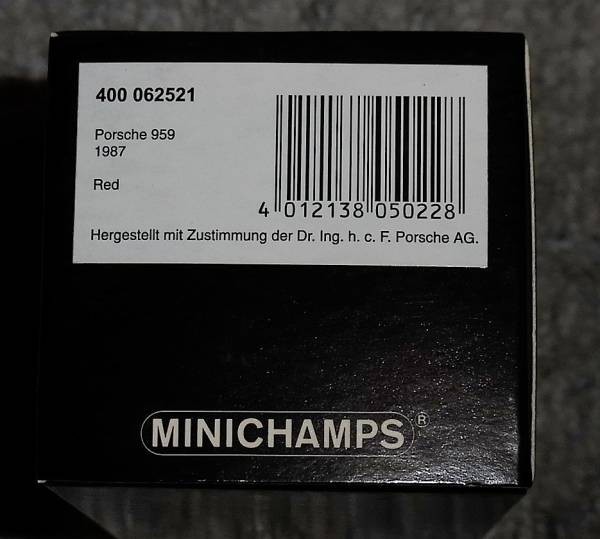 400 062521
Porsche 959
1987
Red
4 012138 050228
Hergestellt mit Zustimmung der Dr. Ing. h. c. F. Porsche AG.
MINICHAMPS®